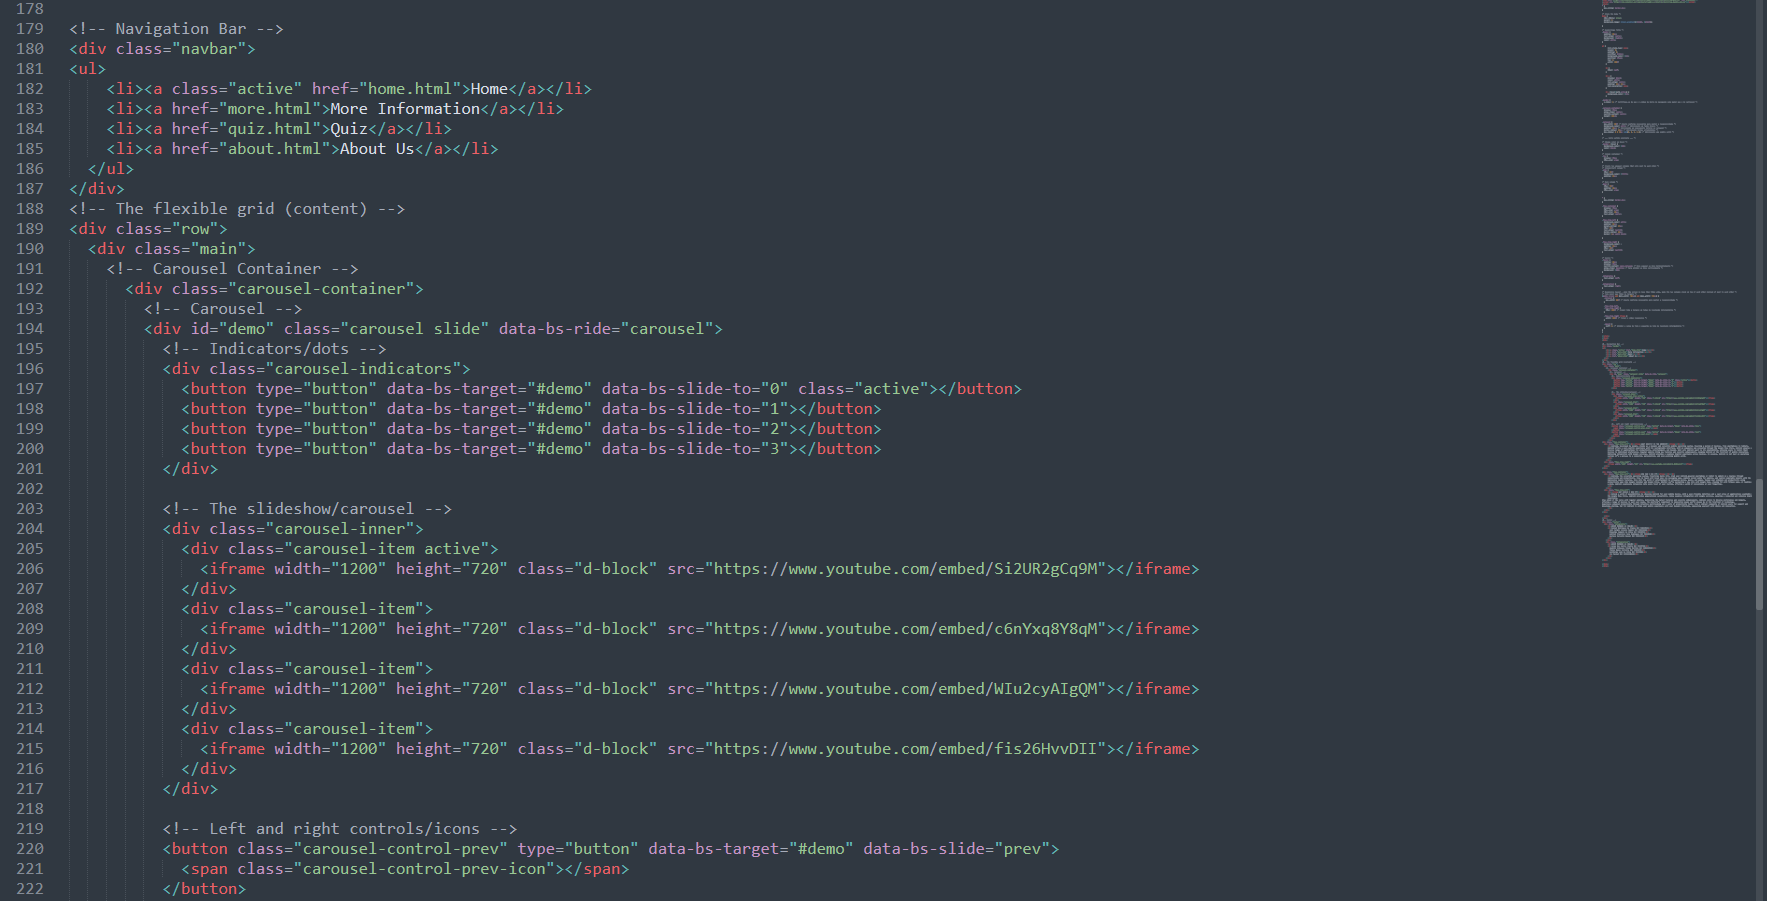 178
179 <!-- Navigation Bar -->
180 <div class="navbar">
181 <ul>
182 <li><a class="active" href="home.html">Home</a></li>
183 <li><a href="more.html">More Information</a></li>
184 <li><a href="quiz.html">Quiz</a></li>
185 <li><a href="about.html">About Us</a></li>
186 </ul>
187 </div>
188 <!-- The flexible grid (content) -->
189 <div class="row">
190 <div class="main">
191 <!-- Carousel Container -->
192 <div class="carousel-container">
193 <!-- Carousel -->
194 <div id="demo" class="carousel slide" data-bs-ride="carousel">
195 <!-- Indicators/dots -->
196 <div class="carousel-indicators">
197 <button type="button" data-bs-target="#demo" data-bs-slide-to="0" class="active"></button>
198 <button type="button" data-bs-target="#demo" data-bs-slide-to="1"></button>
199 <button type="button" data-bs-target="#demo" data-bs-slide-to="2"></button>
200 <button type="button" data-bs-target="#demo" data-bs-slide-to="3"></button>
201 </div>
202
203 <!-- The slideshow/carousel -->
204 <div class="carousel-inner">
205 <div class="carousel-item active">
206 <iframe width="1200" height="720" class="d-block" src="https://www.youtube.com/embed/Si2UR2gCq9M"></iframe>
207 </div>
208 <div class="carousel-item">
209 <iframe width="1200" height="720" class="d-block" src="https://www.youtube.com/embed/c6nYxq8Y8qM"></iframe>
210 </div>
211 <div class="carousel-item">
212 <iframe width="1200" height="720" class="d-block" src="https://www.youtube.com/embed/WIu2cyAIgQM"></iframe>
213 </div>
214 <div class="carousel-item">
215 <iframe width="1200" height="720" class="d-block" src="https://www.youtube.com/embed/fis26HvvDII"></iframe>
216 </div>
217 </div>
218
219 <!-- Left and right controls/icons -->
220 <button class="carousel-control-prev" type="button" data-bs-target="#demo" data-bs-slide="prev">
221 <span class="carousel-control-prev-icon"></span>
222 </button>